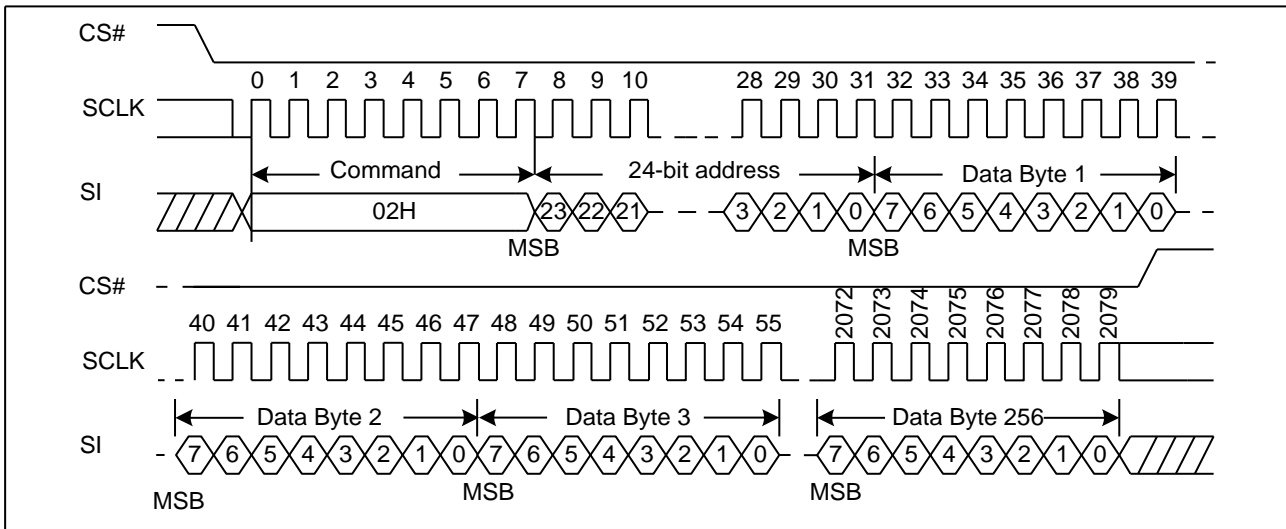 CS#
0 1 2 3 4 5 6 7 8 9 10 28 29 30 31 32 33 34 35 36 37 38 39
SCLK
Command 24-bit address Data Byte 1
SI
02H 23 22 21 3 2 1 0 7 6 5 4 3 2 1 0
MSB MSB
CS#
2072 2073 2074 2075 2076 2077 2078 2079
40 41 42 43 44 45 46 47 48 49 50 51 52 53 54 55
SCLK
Data Byte 2 Data Byte 3 Data Byte 256
SI
7 6 5 4 3 2 1 0 7 6 5 4 3 2 1 0 7 6 5 4 3 2 1 0
MSB MSB MSB